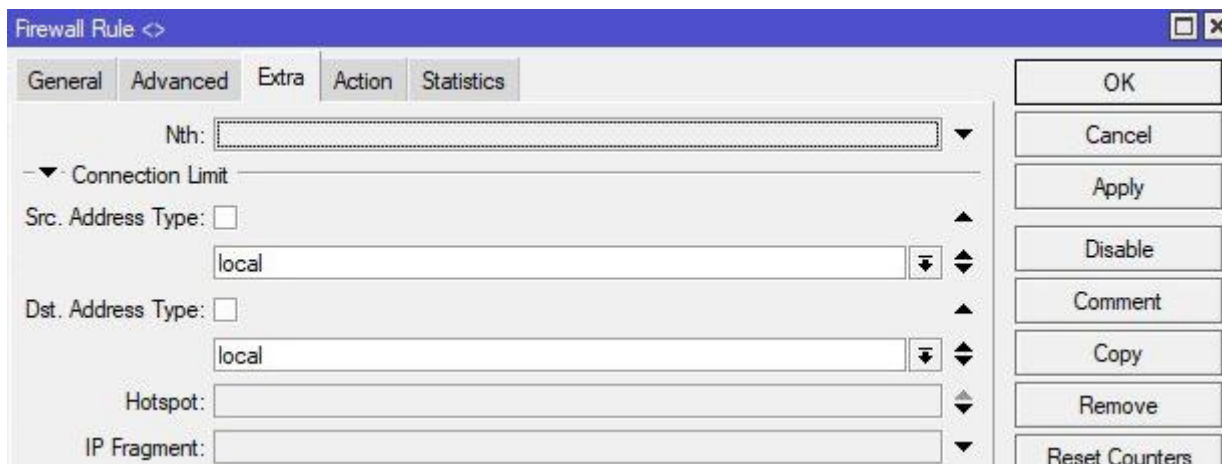 Firewall Rule <>
General Advanced Extra Action Statistics
OK
Nth:
Cancel
Connection Limit
Apply
Src. Address Type:
local
Disable
Dst. Address Type:
Comment
local
Copy
Hotspot:
Remove
IP Fragment:
Reset Counters